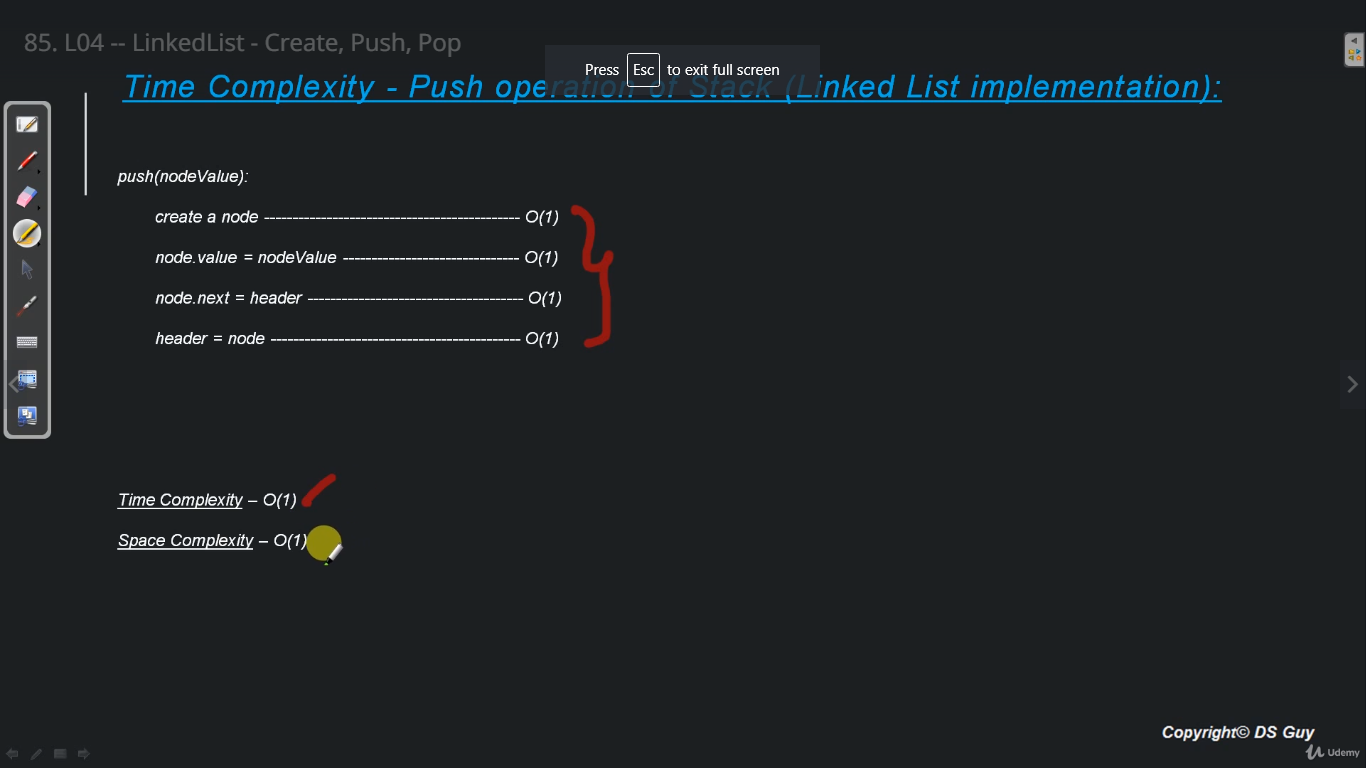 85. L04 -- LinkedList - Create, Push, Pop
Press Esc to exit full screen
Time Complexity - Push operation of Stack (Linked List implementation):
push(nodeValue):
create a node --------------------------------------------- O(1)
node.value = nodeValue ------------------------------- O(1)
node.next = header -------------------------------------- O(1)
header = node -------------------------------------------- O(1)
Time Complexity – O(1)
Space Complexity – O(1)
Copyright© DS Guy
Udemy